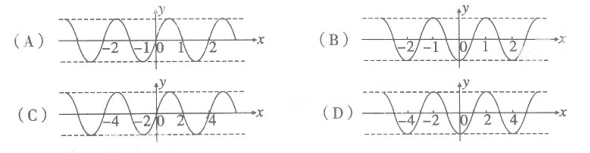 (A) y -2 -1 0 1 2 x
(B) y -2 -1 0 1 2 x
(C) y -4 -2 0 2 4 x
(D) y -4 -2 0 2 4 x